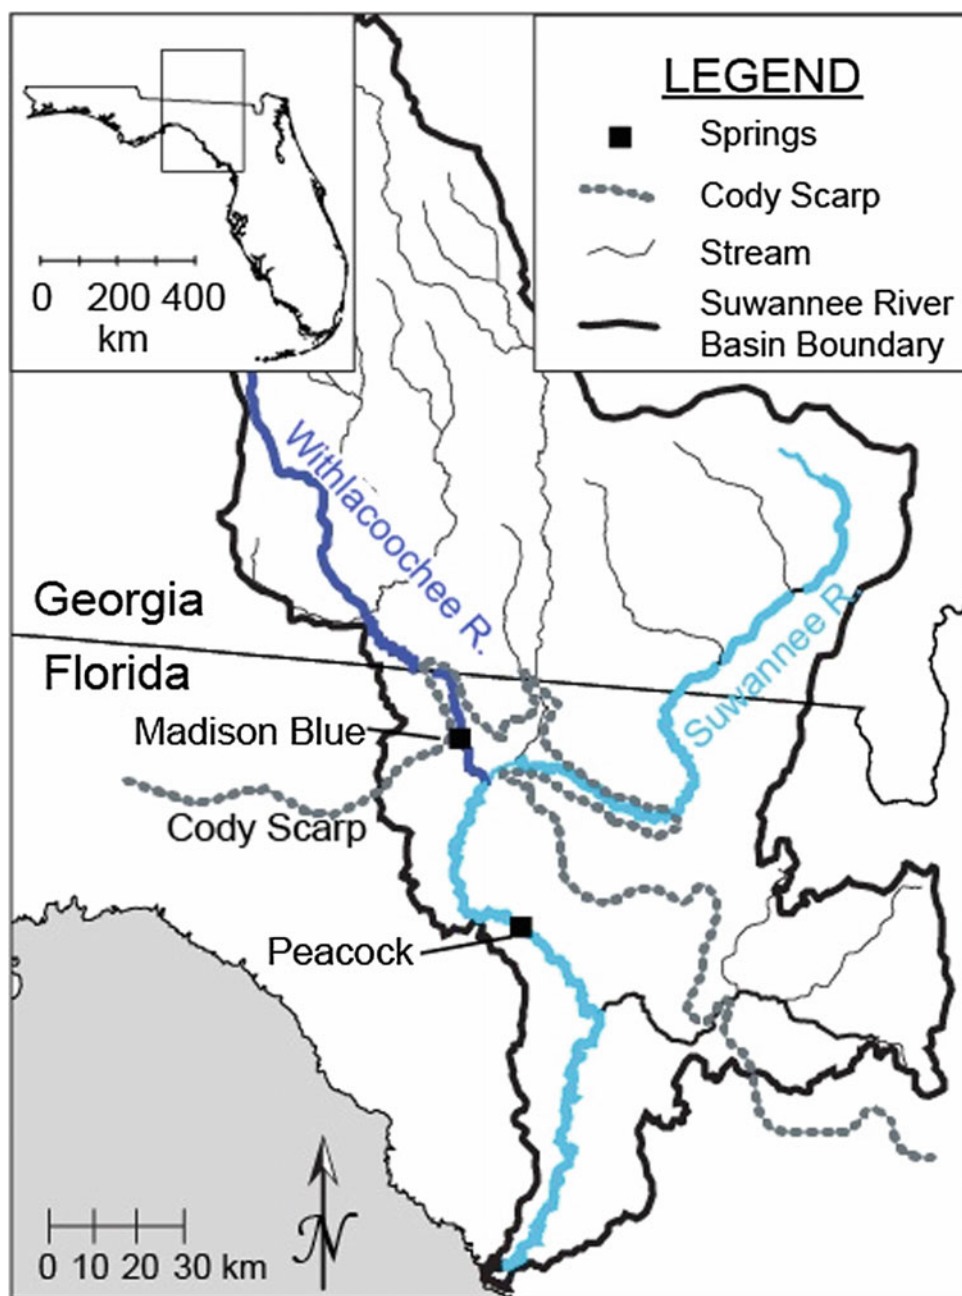 LEGEND
Springs
Cody Scarp
Stream
Suwannee River
Basin Boundary
0 200 400
km
Withlacoochee R.
Suwannee R.
Georgia
Florida
Madison Blue
Cody Scarp
Peacock
N
0 10 20 30 km